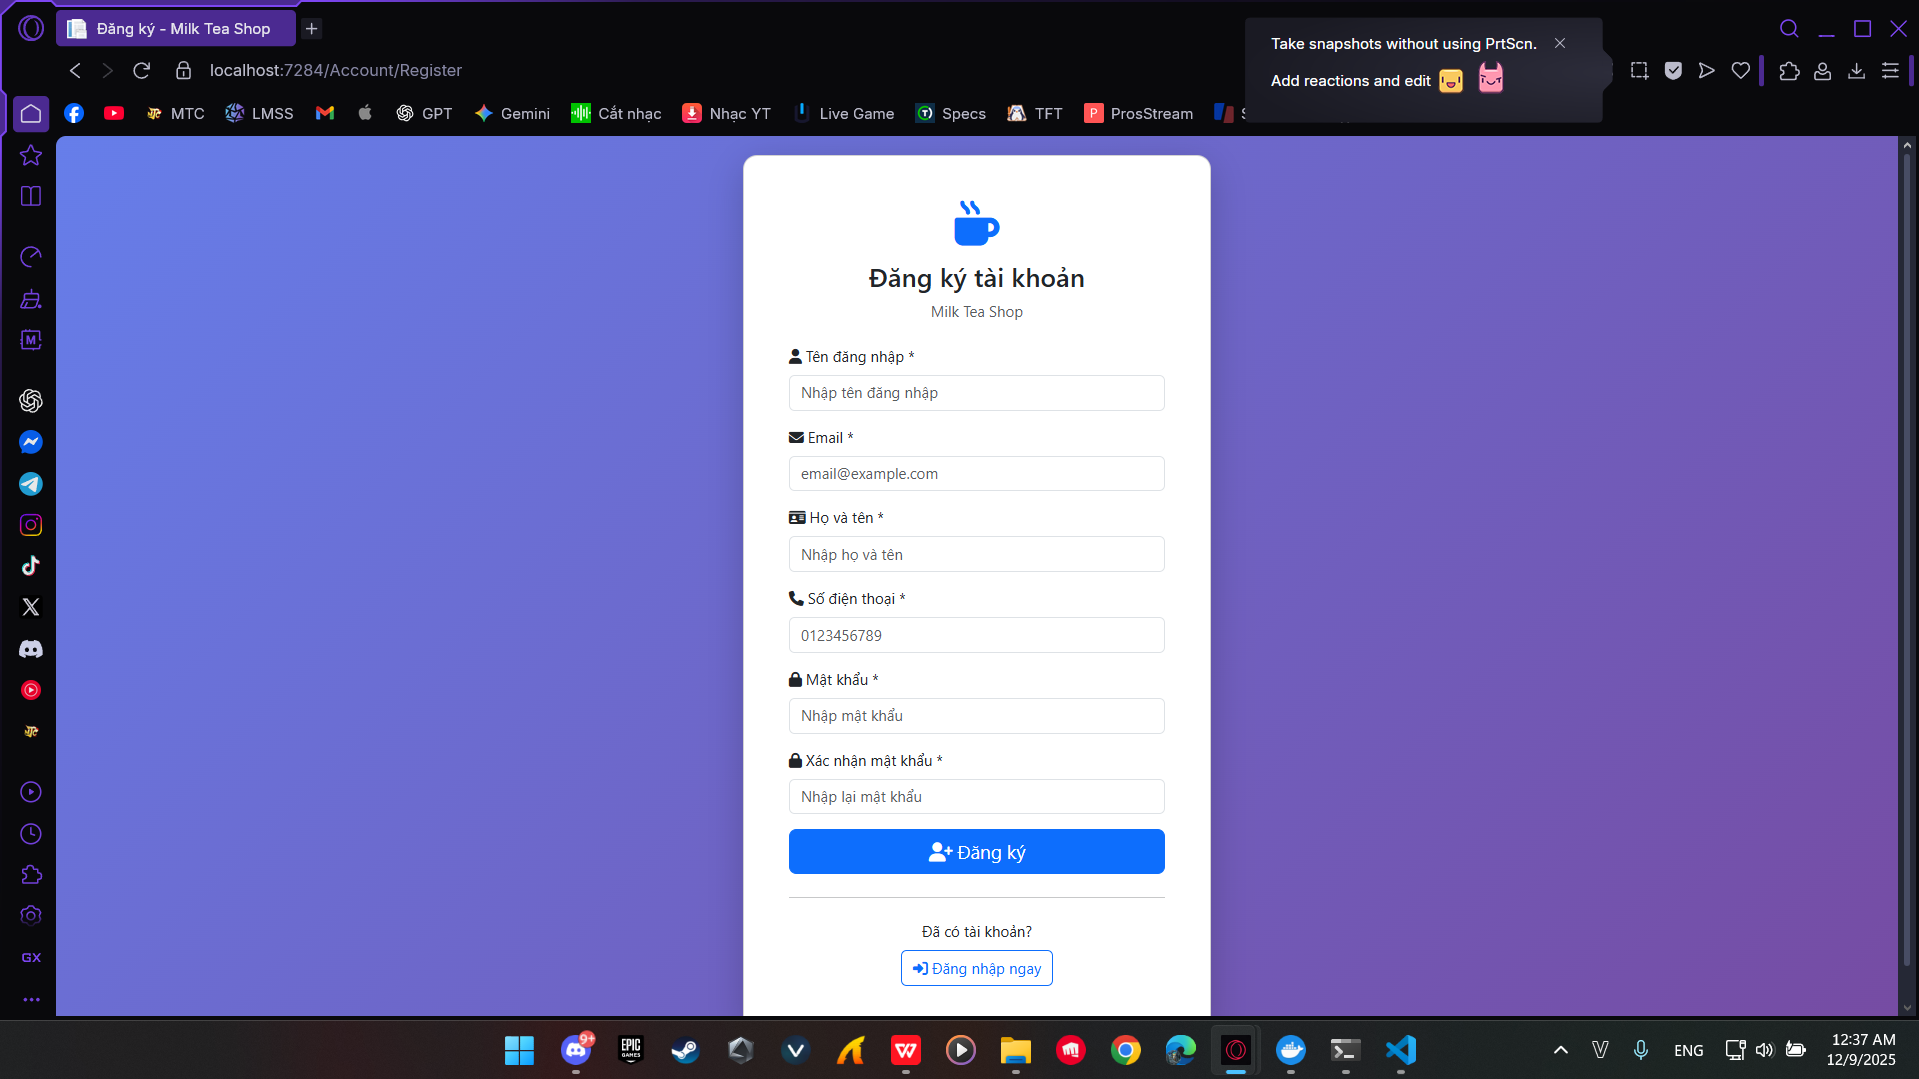 Đăng ký - Milk Tea Shop
Take snapshots without using PrtScn.
Add reactions and edit
localhost:7284/Account/Register
MTC
LMSS
GPT
Gemini
Cắt nhạc
Nhạc YT
Live Game
Specs
TFT
P
ProsStream
M
Đăng ký tài khoản
Milk Tea Shop
Tên đăng nhập *
Nhập tên đăng nhập
Email *
email@example.com
Họ và tên *
Nhập họ và tên
Số điện thoại *
0123456789
Mật khẩu *
Nhập mật khẩu
Xác nhận mật khẩu *
Nhập lại mật khẩu
Đăng ký
Đã có tài khoản?
Đăng nhập ngay
GX
9+
EPIC GAMES
V
ENG
12:37 AM
12/9/2025